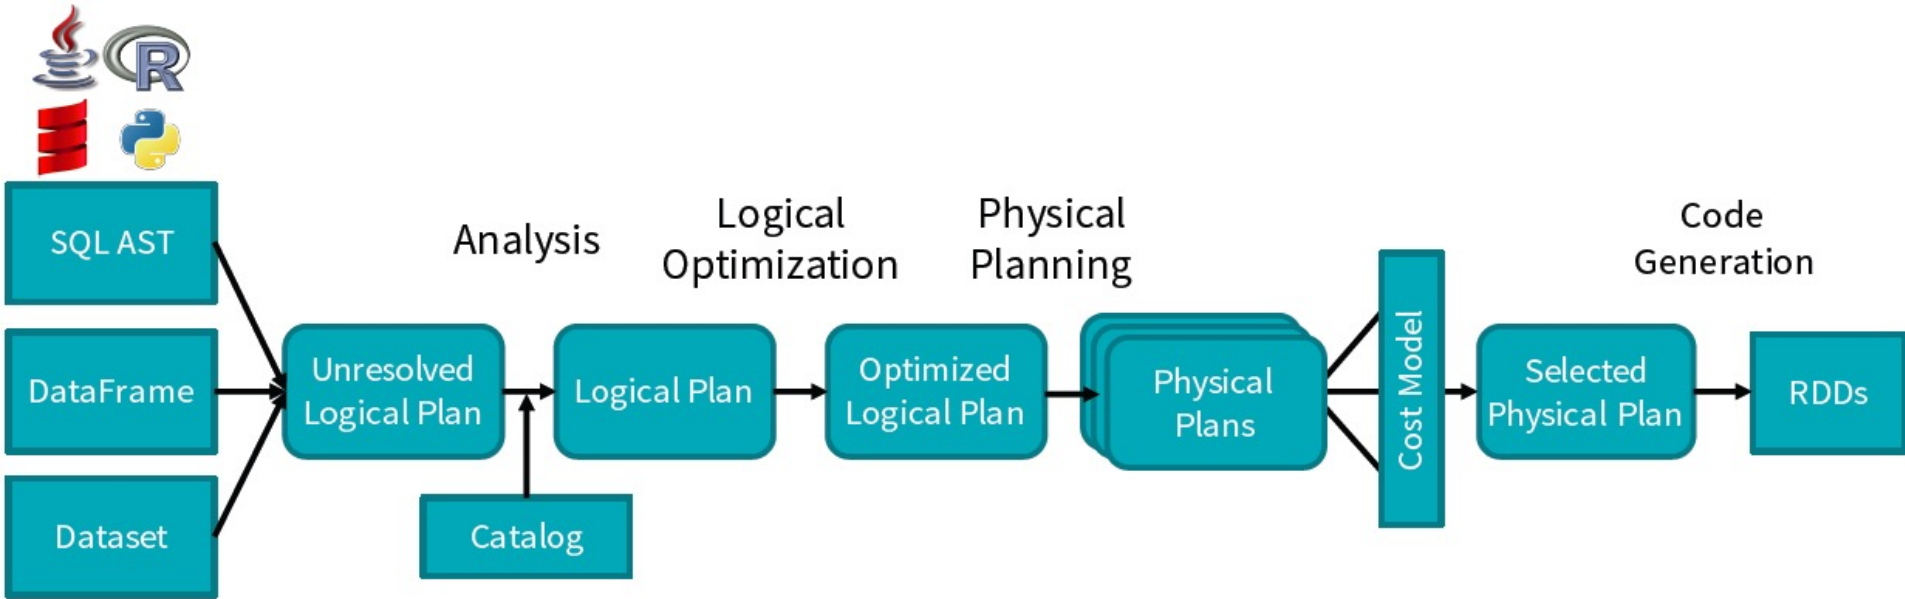 R
SQL AST
DataFrame
Dataset
Analysis
Unresolved
Logical Plan
Catalog
Logical Plan
Logical
Optimization
Optimized
Logical Plan
Physical
Planning
Physical
Plans
Cost Model
Selected
Physical Plan
Code
Generation
RDDs